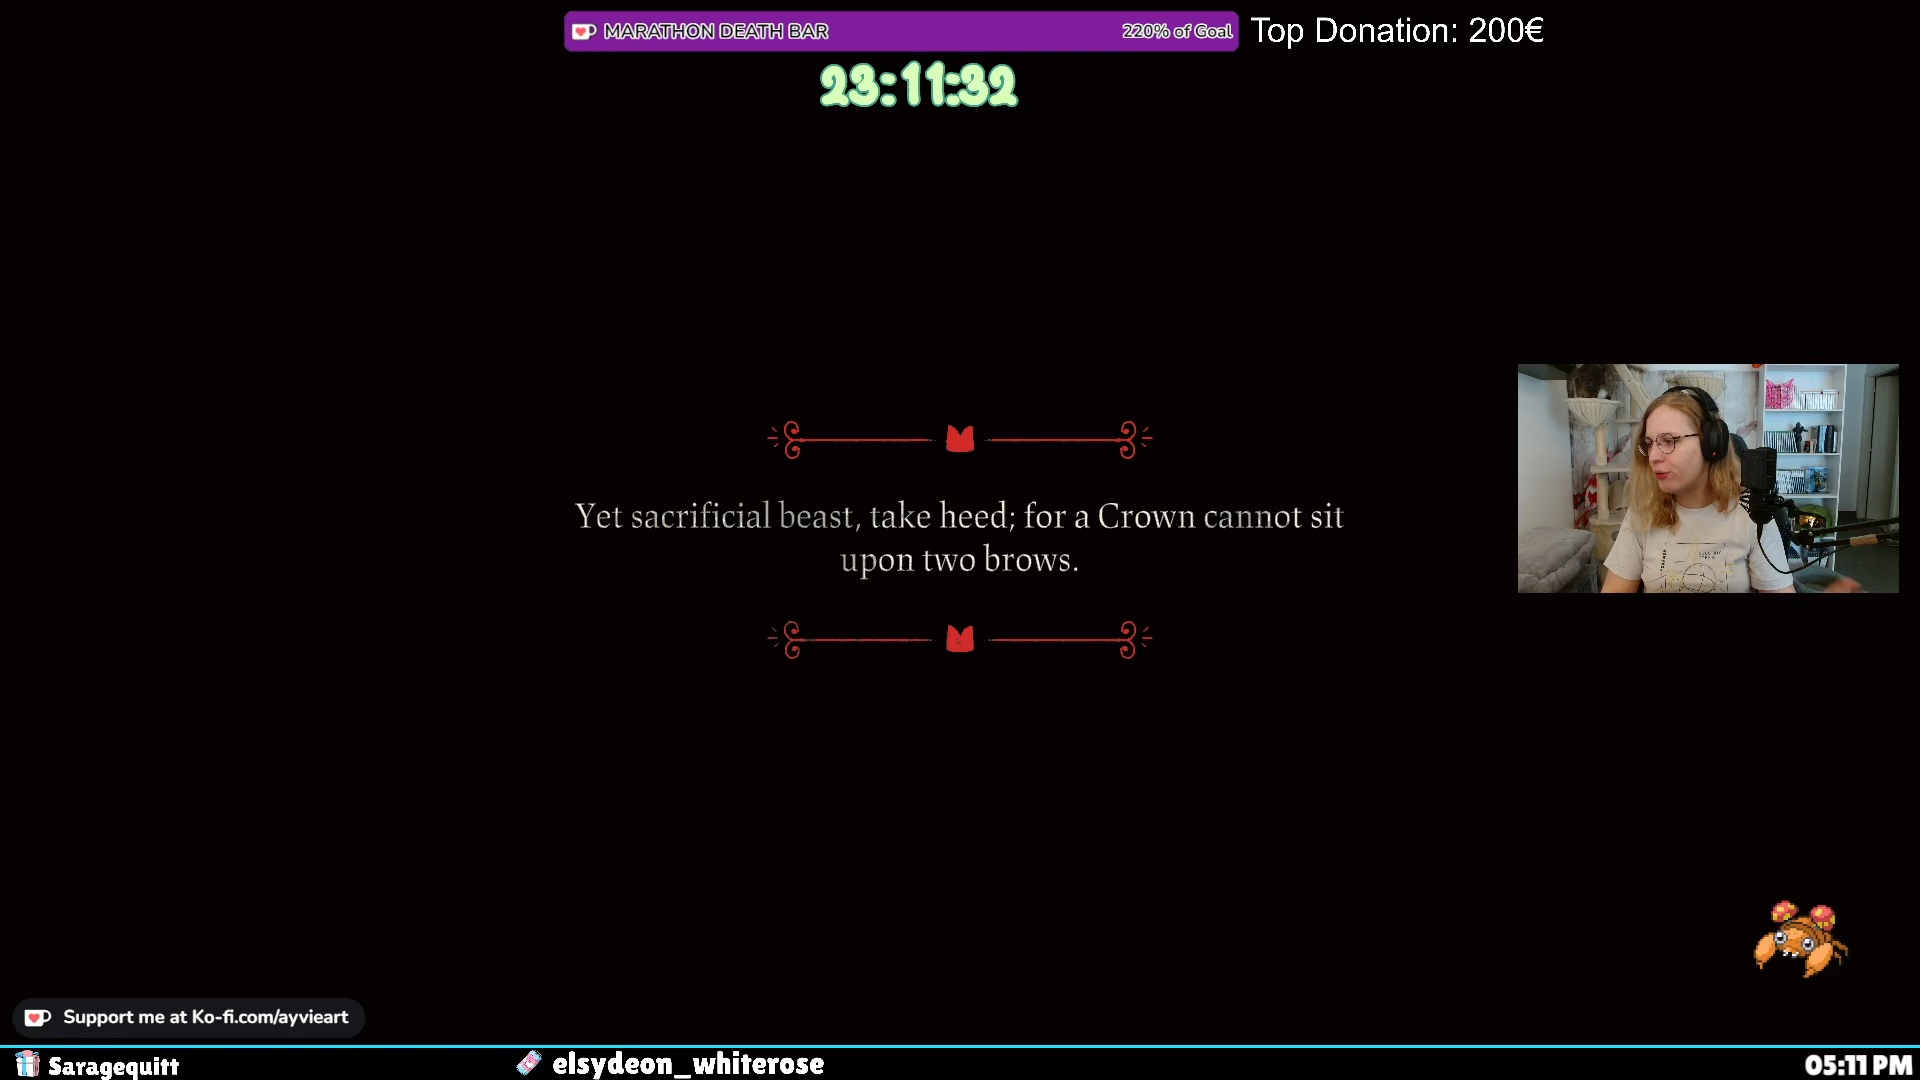 MARATHON DEATH BAR
220% of Goal
Top Donation: 200€
23:11:32
Yet sacrificial beast, take heed; for a Crown cannot sit
upon two brows.
Support me at Ko-fi.com/ayvieart
Saragequitt
elsydeon_whiterose
05:11 PM